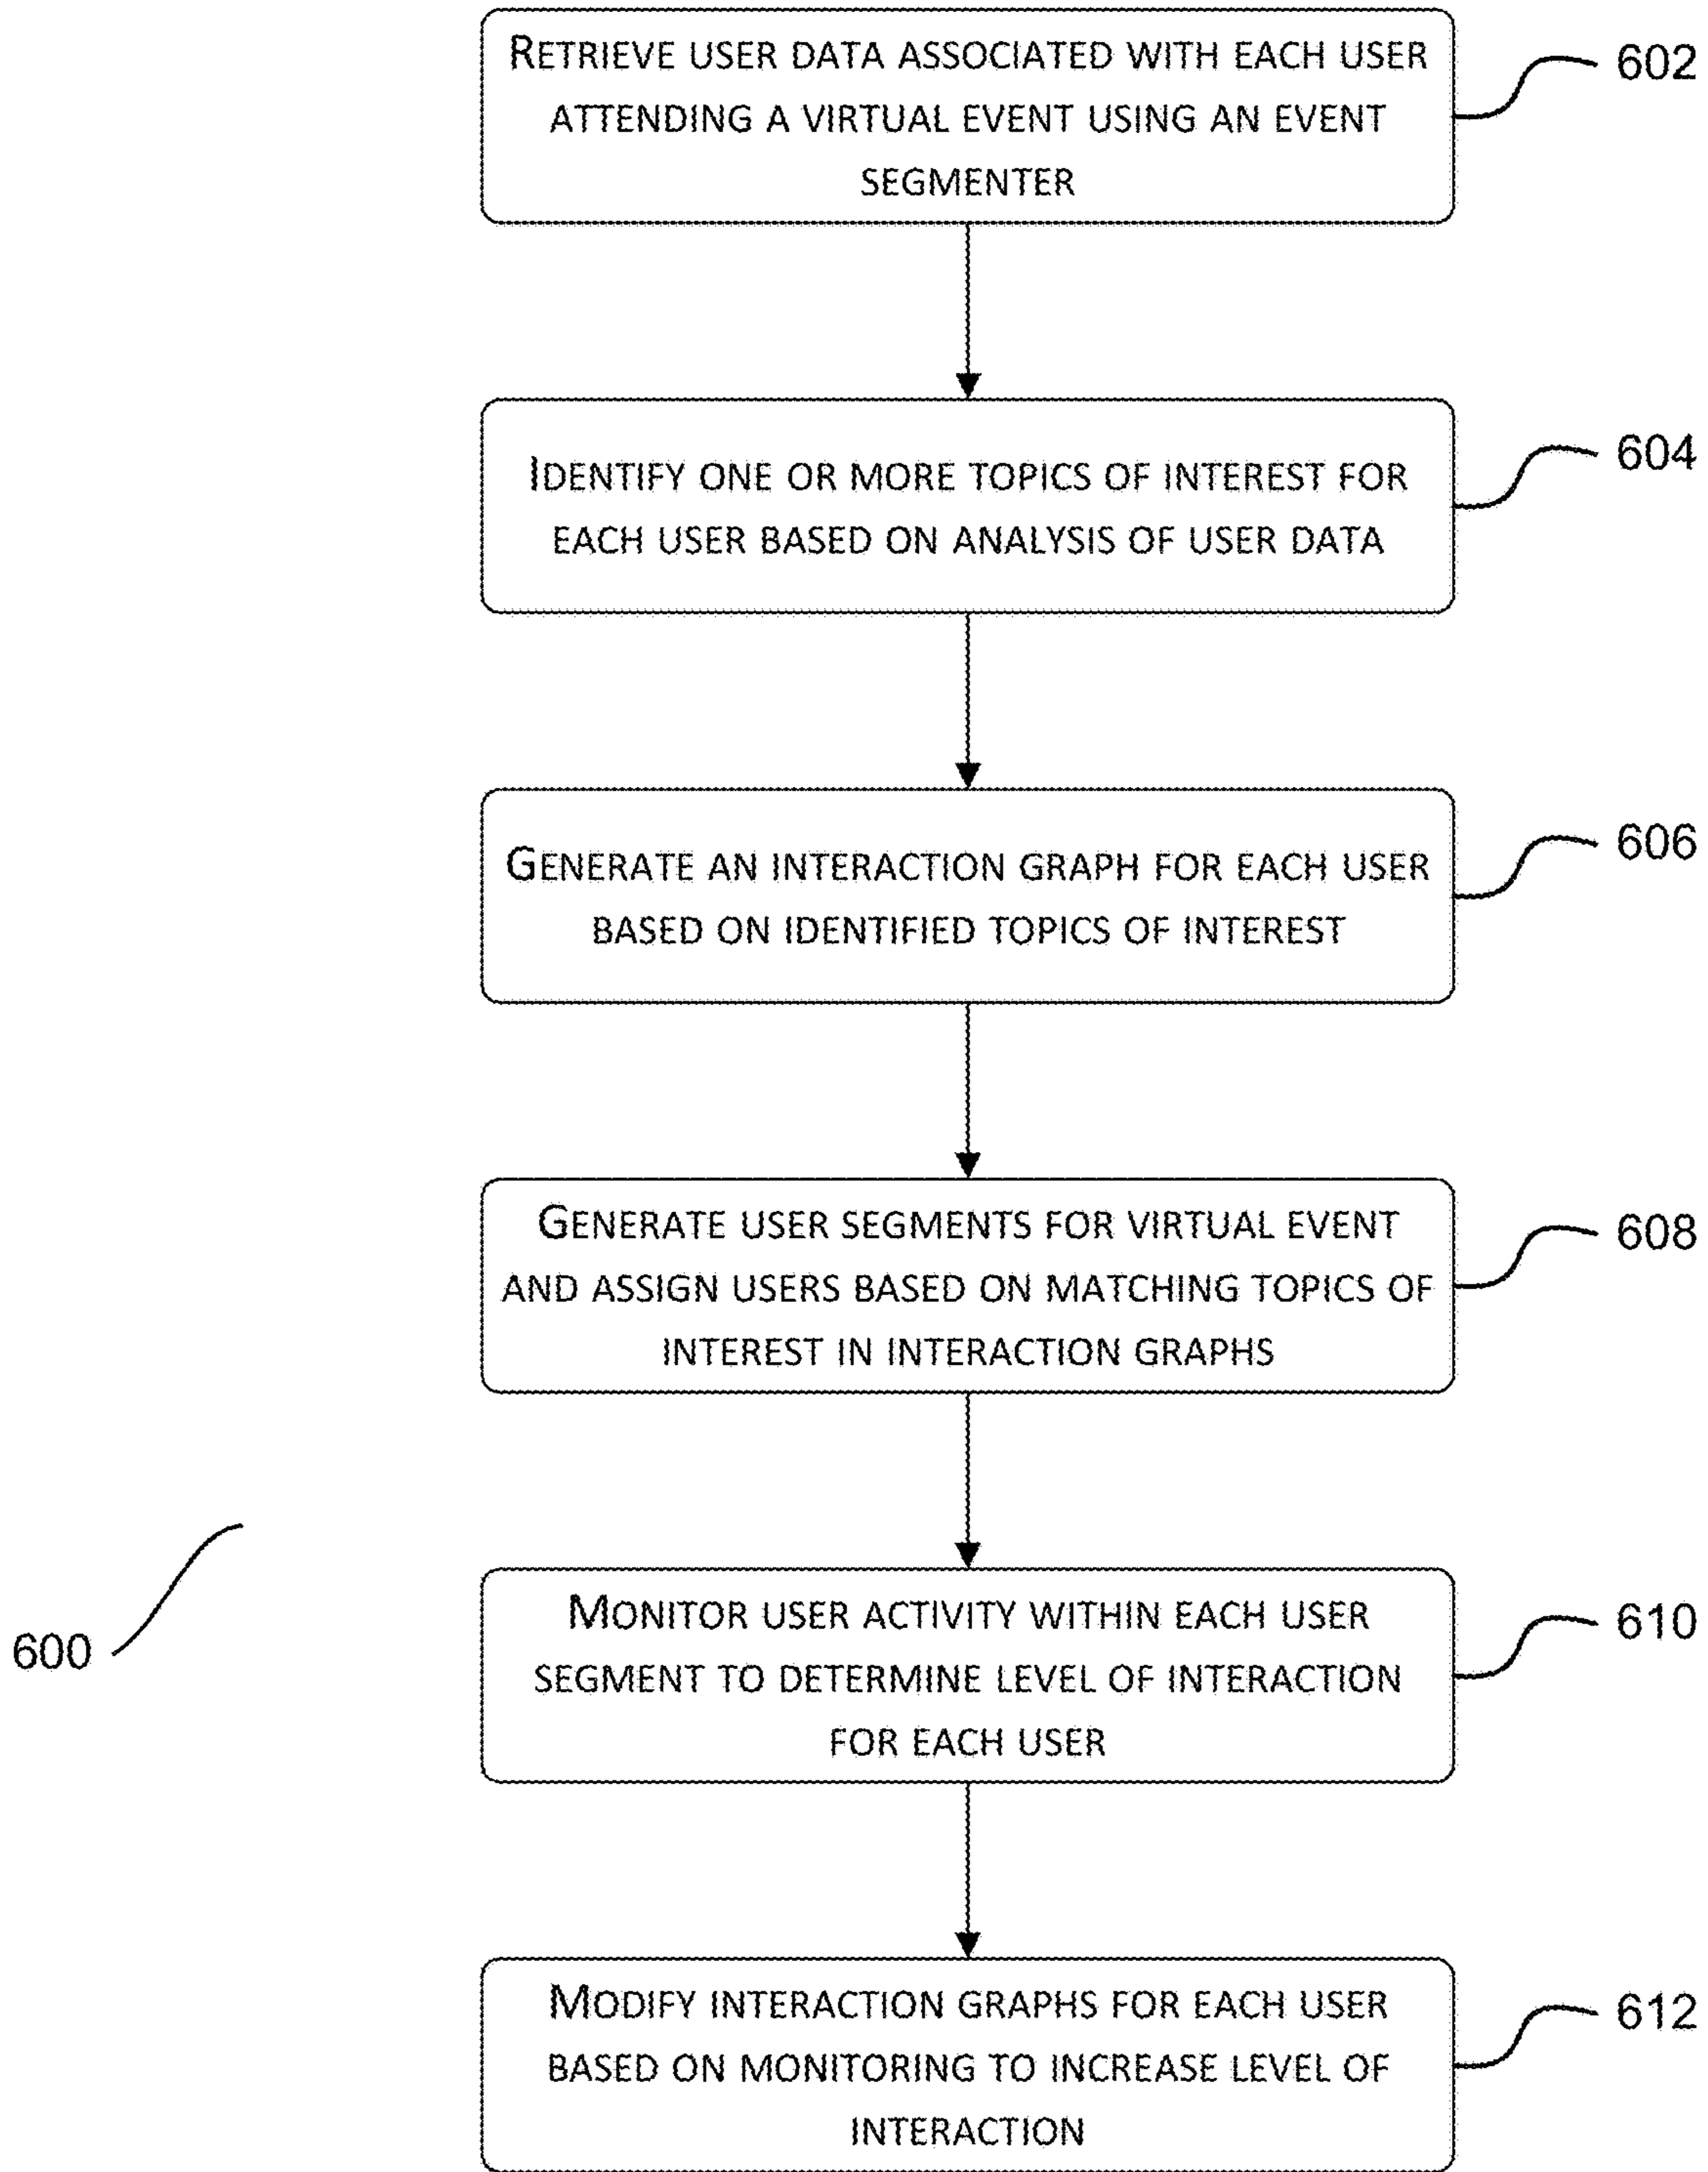 RETRIEVE USER DATA ASSOCIATED WITH EACH USER
ATTENDING A VIRTUAL EVENT USING AN EVENT
SEGMENTER
602
IDENTIFY ONE OR MORE TOPICS OF INTEREST FOR
EACH USER BASED ON ANALYSIS OF USER DATA
604
GENERATE AN INTERACTION GRAPH FOR EACH USER
BASED ON IDENTIFIED TOPICS OF INTEREST
606
GENERATE USER SEGMENTS FOR VIRTUAL EVENT
AND ASSIGN USERS BASED ON MATCHING TOPICS OF
INTEREST IN INTERACTION GRAPHS
608
600
MONITOR USER ACTIVITY WITHIN EACH USER
SEGMENT TO DETERMINE LEVEL OF INTERACTION
FOR EACH USER
610
MODIFY INTERACTION GRAPHS FOR EACH USER
BASED ON MONITORING TO INCREASE LEVEL OF
INTERACTION
612